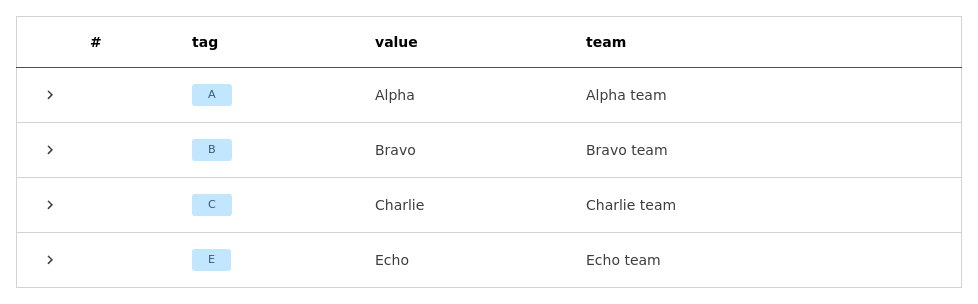 # tag value team
A Alpha Alpha team
B Bravo Bravo team
C Charlie Charlie team
E Echo Echo team